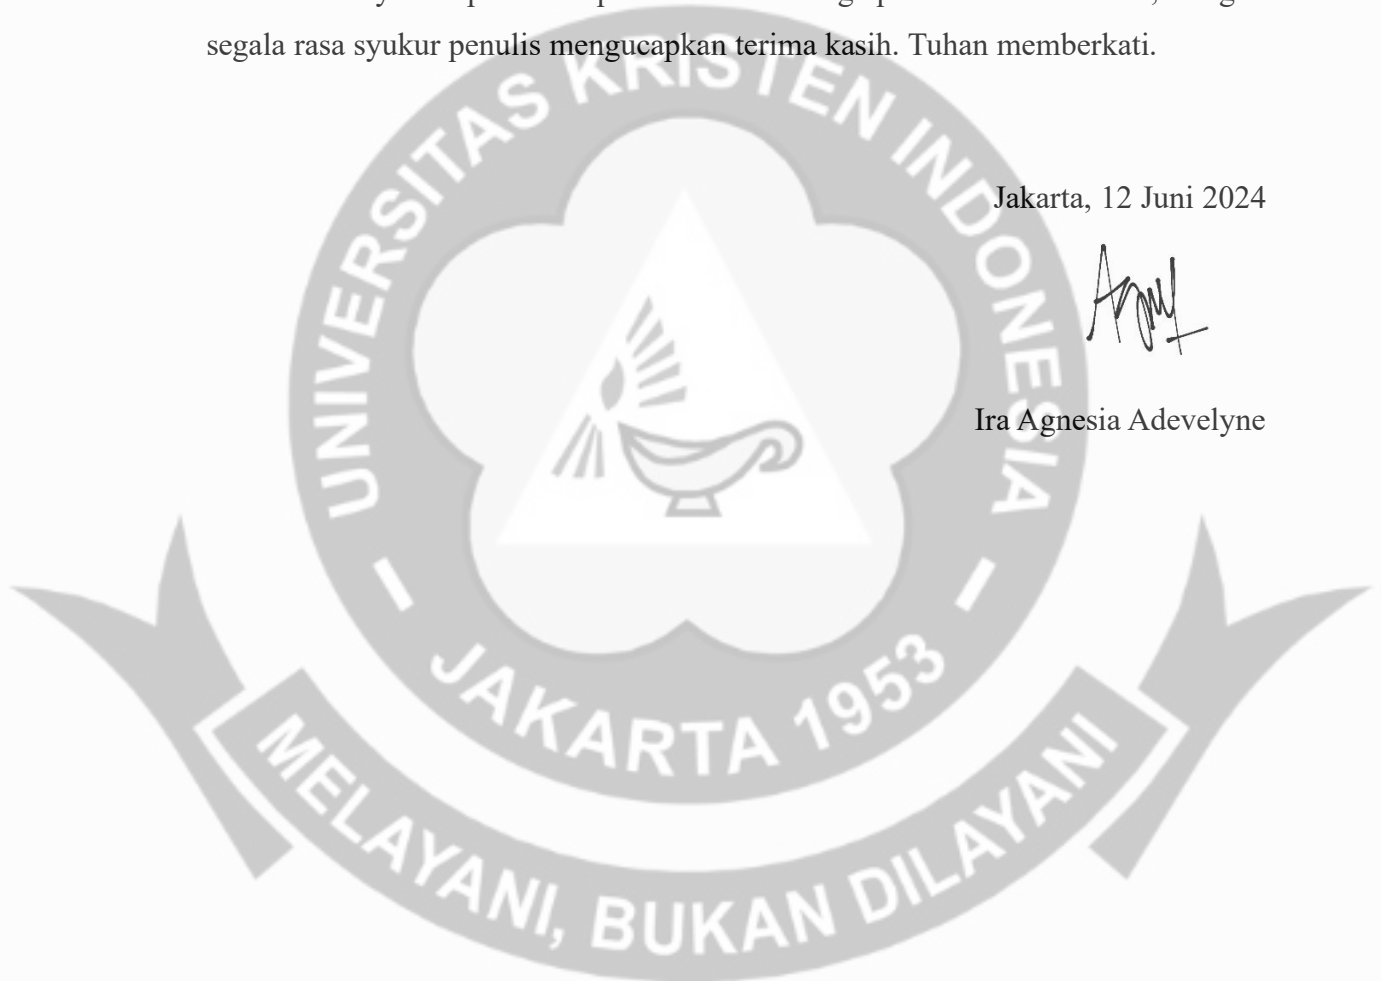 segala rasa syukur penulis mengucapkan terima kasih. Tuhan memberkati.
UNIVERSITAS KRISTEN INDONESIA
Jakarta, 12 Juni 2024
Ira Agnesia Adevelyne
JAKARTA 1953
MELAYANI, BUKAN DILAYANI